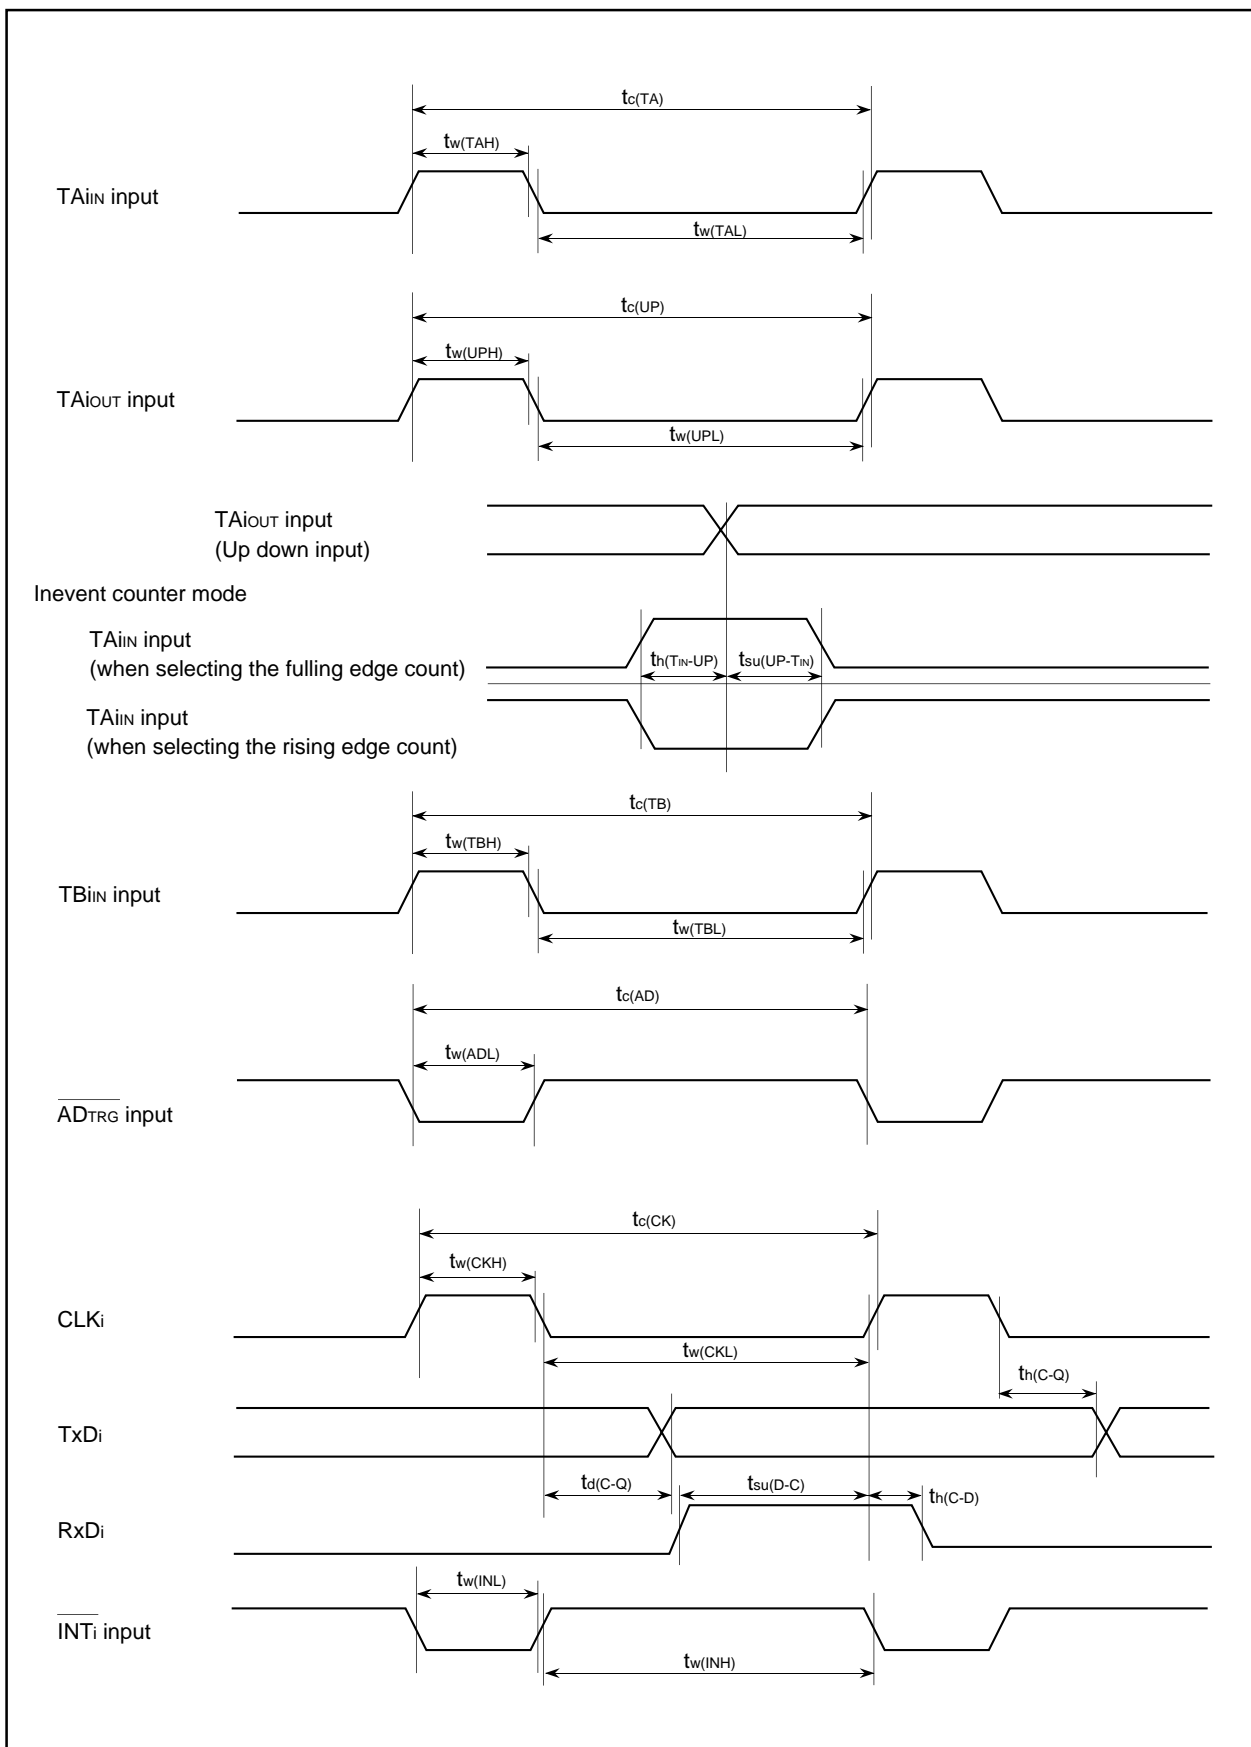 tc(TA)
tw(TAH)
TAiIN input
tw(TAL)
tc(UP)
tw(UPH)
TAiOUT input
tw(UPL)
TAiOUT input
(Up down input)
Inevent counter mode
TAiIN input
(when selecting the fulling edge count)
th(TIN-UP) tsu(UP-TIN)
TAiIN input
(when selecting the rising edge count)
tc(TB)
tw(TBH)
TBiIN input
tw(TBL)
tc(AD)
tw(ADL)
ADTRG input
tc(CK)
tw(CKH)
CLKi
tw(CKL)
th(C-Q)
TxDi
td(C-Q) tsu(D-C) th(C-D)
RxDi
tw(INL)
INTi input
tw(INH)